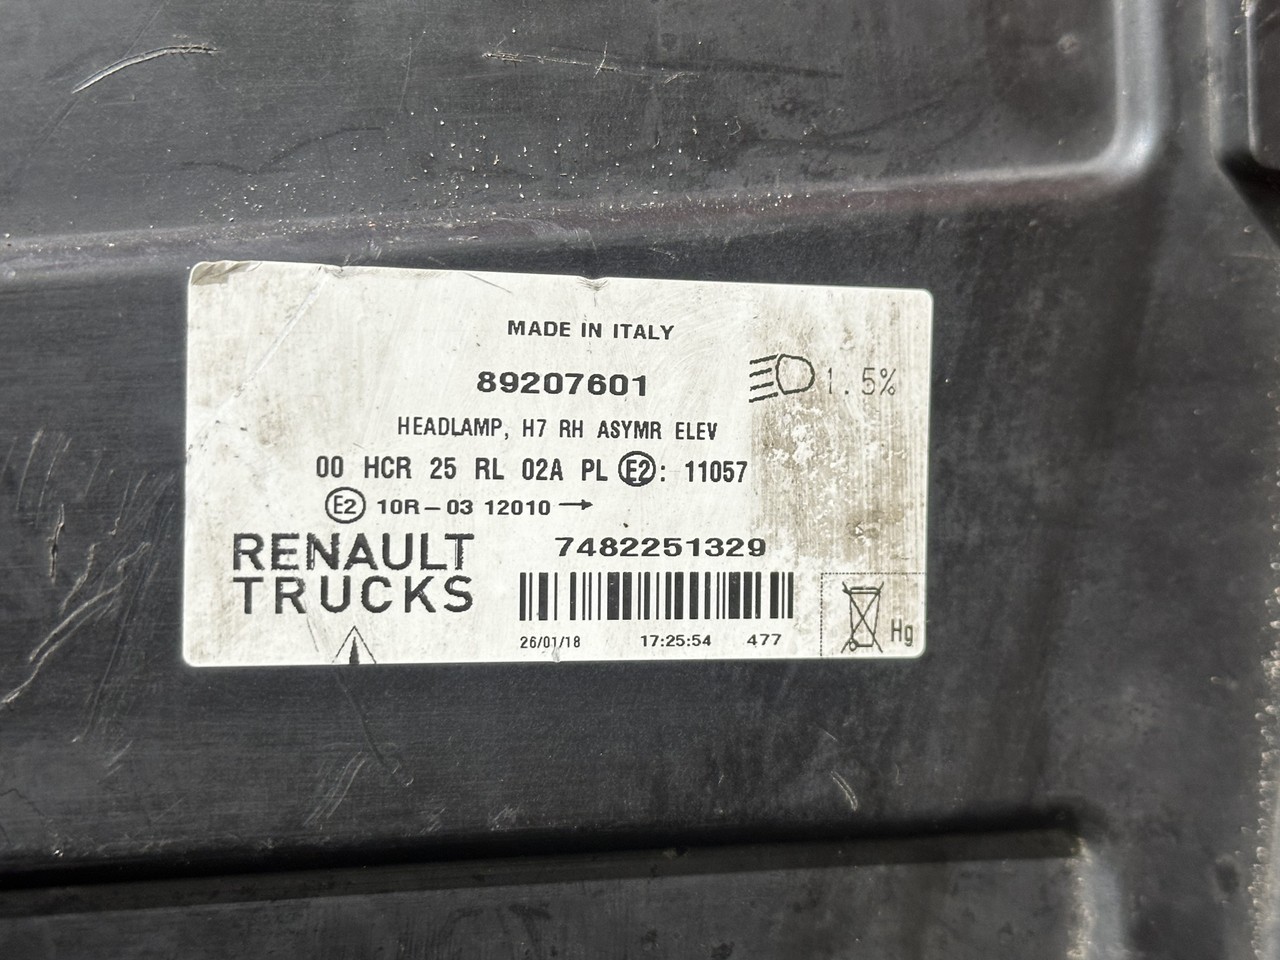 MADE IN ITALY
89207601
1.5%
HEADLAMP, H7 RH ASYMR ELEV
00 HCR 25 RL 02A PL E2: 11057
E2 10R-03 12010→
RENAULT
TRUCKS
7482251329
26/01/18 17:25:54 477
Hg